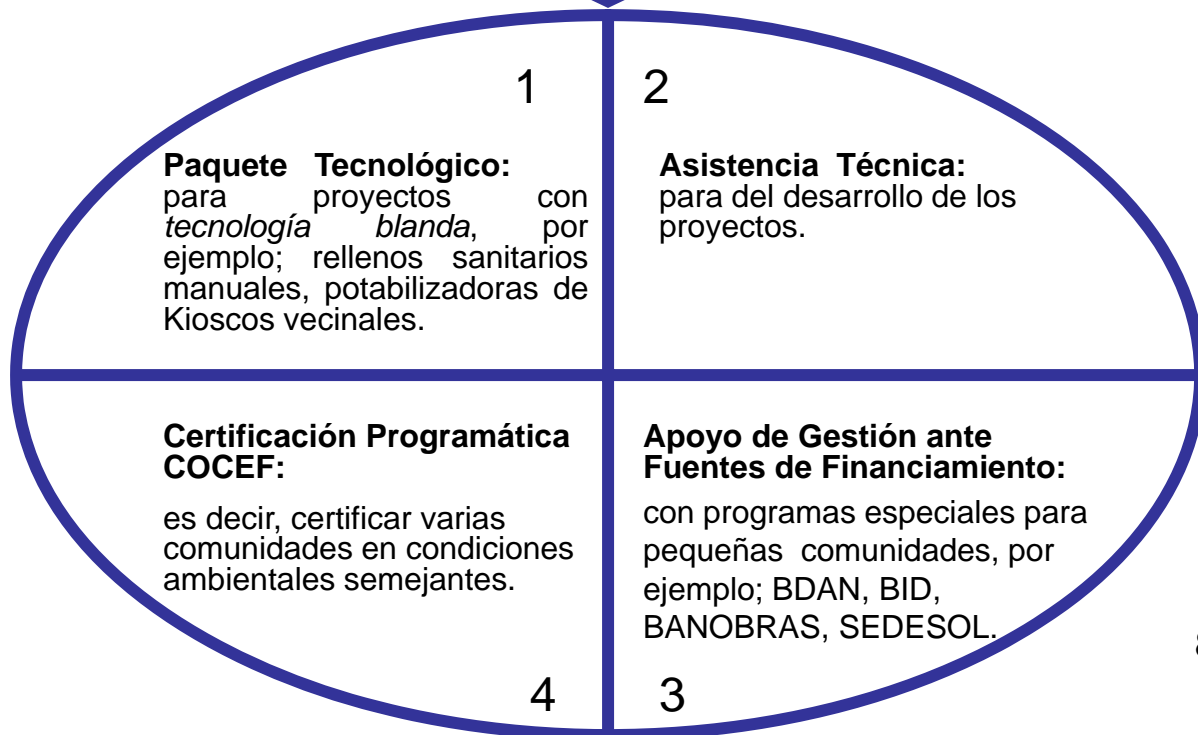 1
Paquete Tecnológico:
para proyectos con
tecnología blanda, por
ejemplo; rellenos sanitarios
manuales, potabilizadoras de
Kioscos vecinales.
2
Asistencia Técnica:
para del desarrollo de los
proyectos.
Certificación Programática
COCEF:
es decir, certificar varias
comunidades en condiciones
ambientales semejantes.
4
Apoyo de Gestión ante
Fuentes de Financiamiento:
con programas especiales para
pequeñas comunidades, por
ejemplo; BDAN, BID,
BANOBRAS, SEDESOL.
3